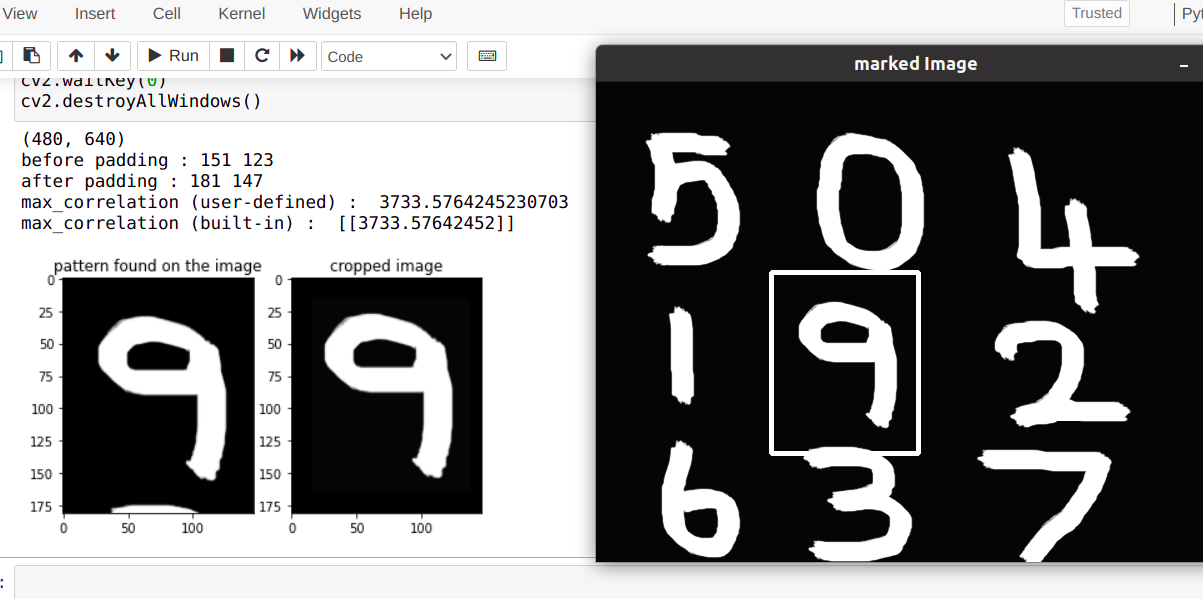 View Insert Cell Kernel Widgets Help
Trusted
Run Code
cv2.waitKey(0)
cv2.destroyAllWindows()
(480, 640)
before padding : 151 123
after padding : 181 147
max_correlation (user-defined) :  3733.5764245230703
max_correlation (built-in) :  [[3733.57642452]]
pattern found on the image
0
25
50
75
100
125
150
175
0 50 100
cropped image
0
25
50
75
100
125
150
175
0 50 100
:
marked Image
5 0 4
1 9 2
6 3 7